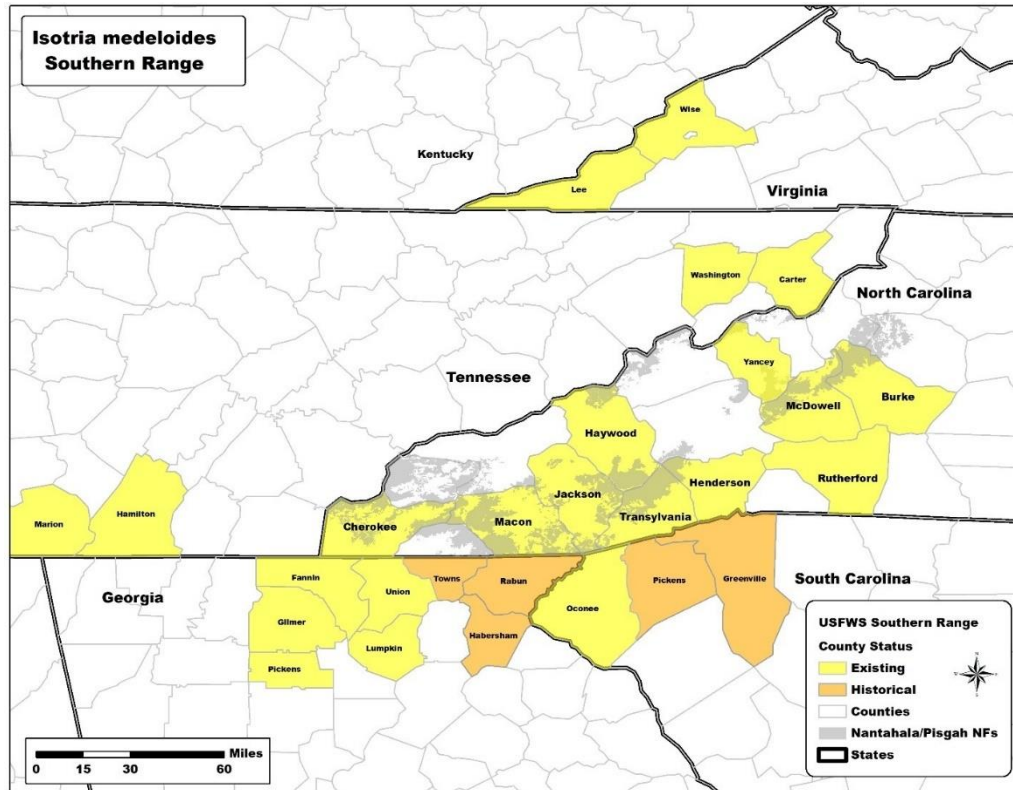 Isotria medeloides
Southern Range
Wise
Kentucky
Lee
Virginia
Washington
Carter
North Carolina
Yancey
Tennessee
McDowell
Burke
Haywood
Rutherford
Henderson
Jackson
Marion
Hamilton
Cherokee
Macon
Transylvania
Georgia
Fannin
Union
Towns
Rabun
Pickens
Greenville
South Carolina
Gilmer
Oconee
Habersham
Lumpkin
Pickens
USFWS Southern Range
County Status
Existing
Historical
Counties
Nantahala/Pisgah NFs
States
Miles
0 15 30 60